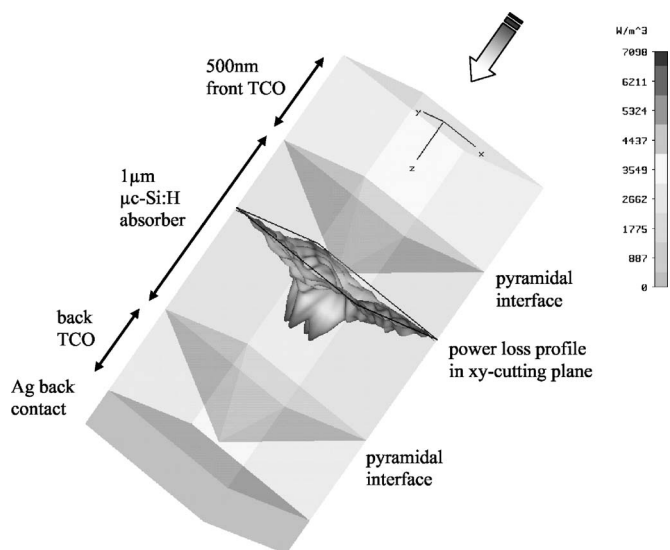 W/m^3
7098
6211
5324
4437
3549
2662
1775
887
0
500nm
front TCO
y
x
z
1µm
µc-Si:H
absorber
pyramidal
interface
back
TCO
power loss profile
in xy-cutting plane
Ag back
contact
pyramidal
interface